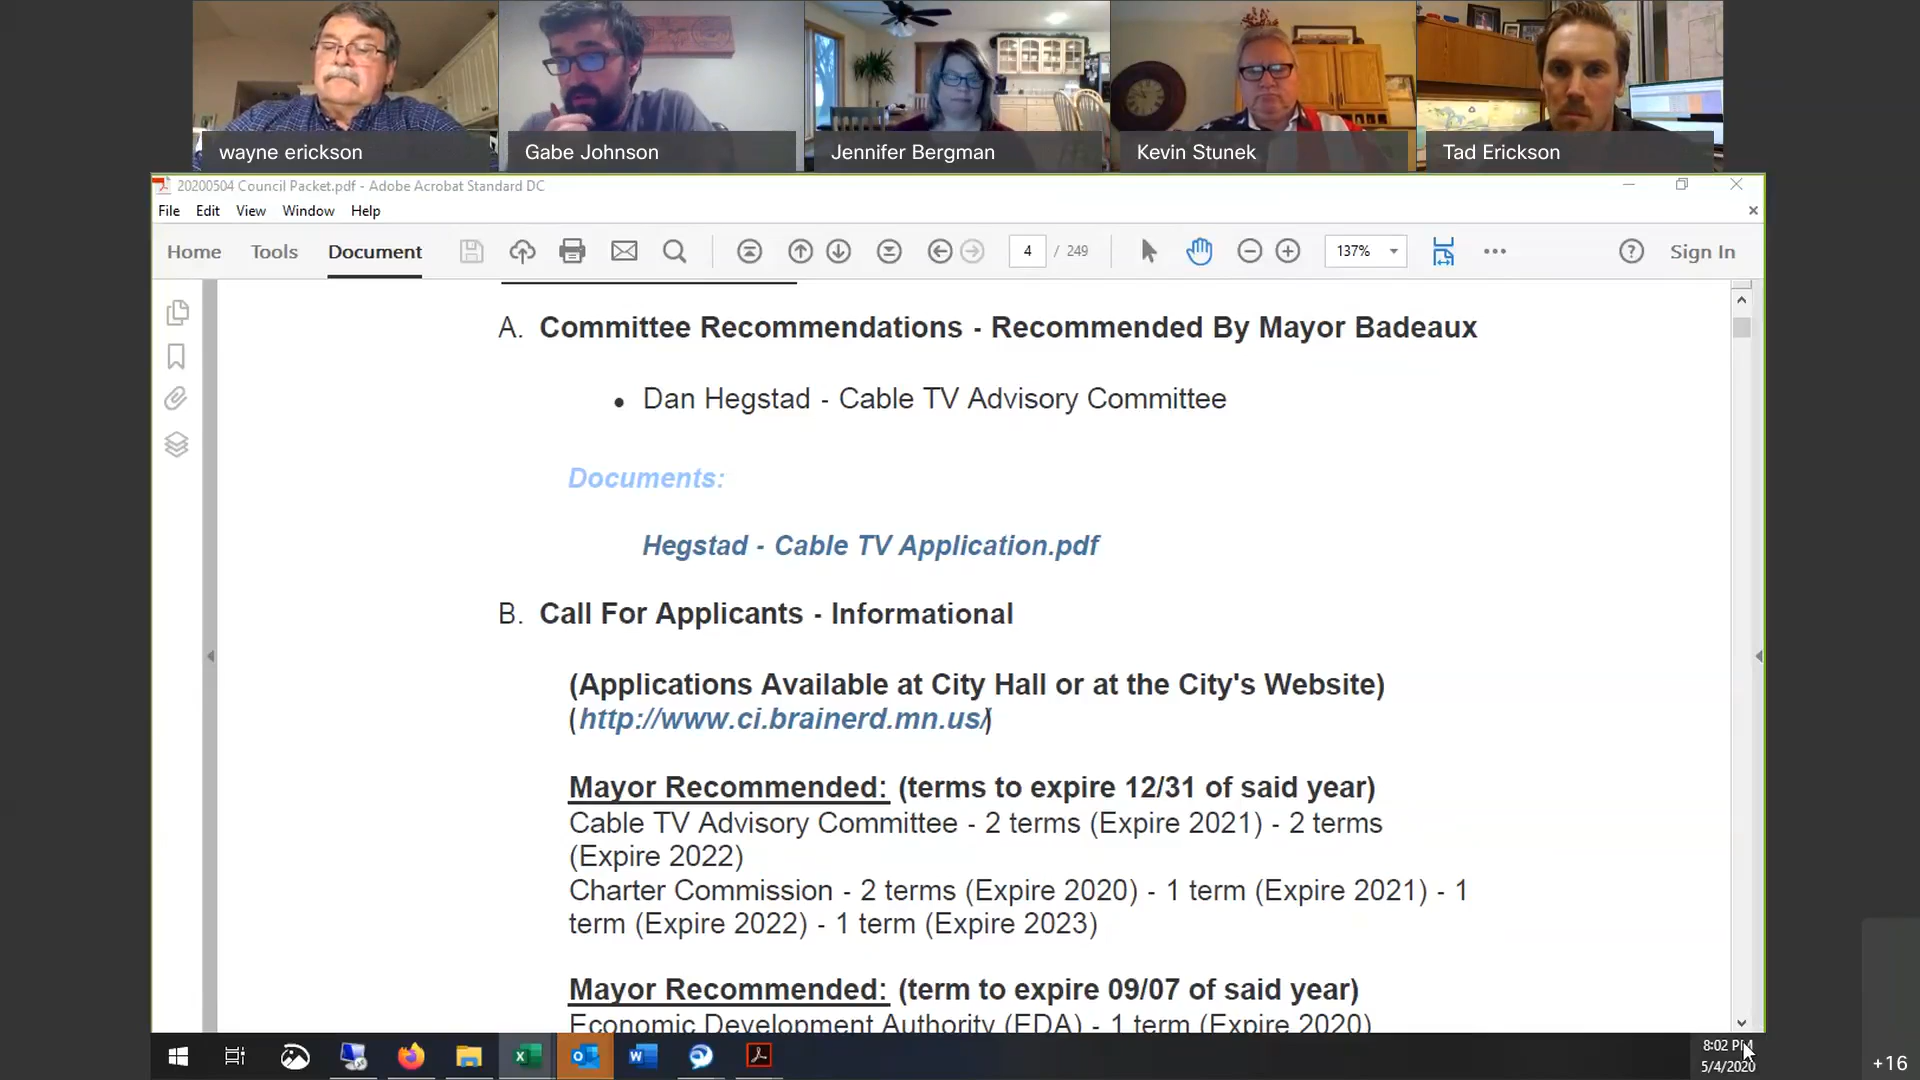 wayne erickson
Gabe Johnson
Jennifer Bergman
Kevin Stunek
Tad Erickson
20200504 Council Packet.pdf - Adobe Acrobat Standard DC
File Edit View Window Help
Home Tools Document 4 / 249 137% Sign In
A. Committee Recommendations - Recommended By Mayor Badeaux
• Dan Hegstad - Cable TV Advisory Committee
Documents:
Hegstad - Cable TV Application.pdf
B. Call For Applicants - Informational
(Applications Available at City Hall or at the City's Website)
(http://www.ci.brainerd.mn.us/)
Mayor Recommended: (terms to expire 12/31 of said year)
Cable TV Advisory Committee - 2 terms (Expire 2021) - 2 terms
(Expire 2022)
Charter Commission - 2 terms (Expire 2020) - 1 term (Expire 2021) - 1
term (Expire 2022) - 1 term (Expire 2023)
Mayor Recommended: (term to expire 09/07 of said year)
Economic Development Authority (EDA) - 1 term (Expire 2020)
8:02 PM
5/4/2020
+16